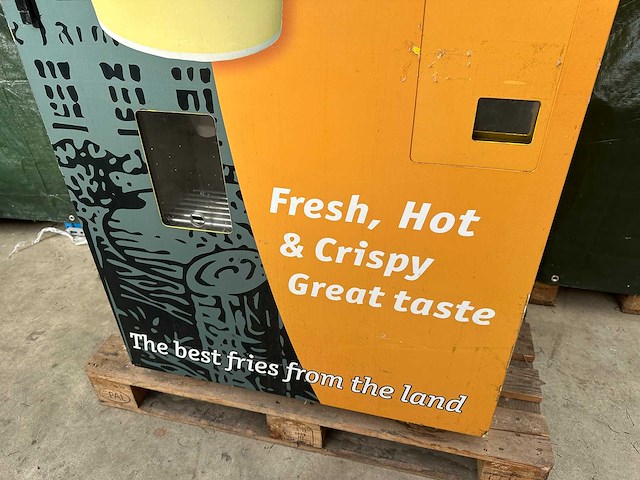 Fresh, Hot
& Crispy
Great taste
The best fries from the land